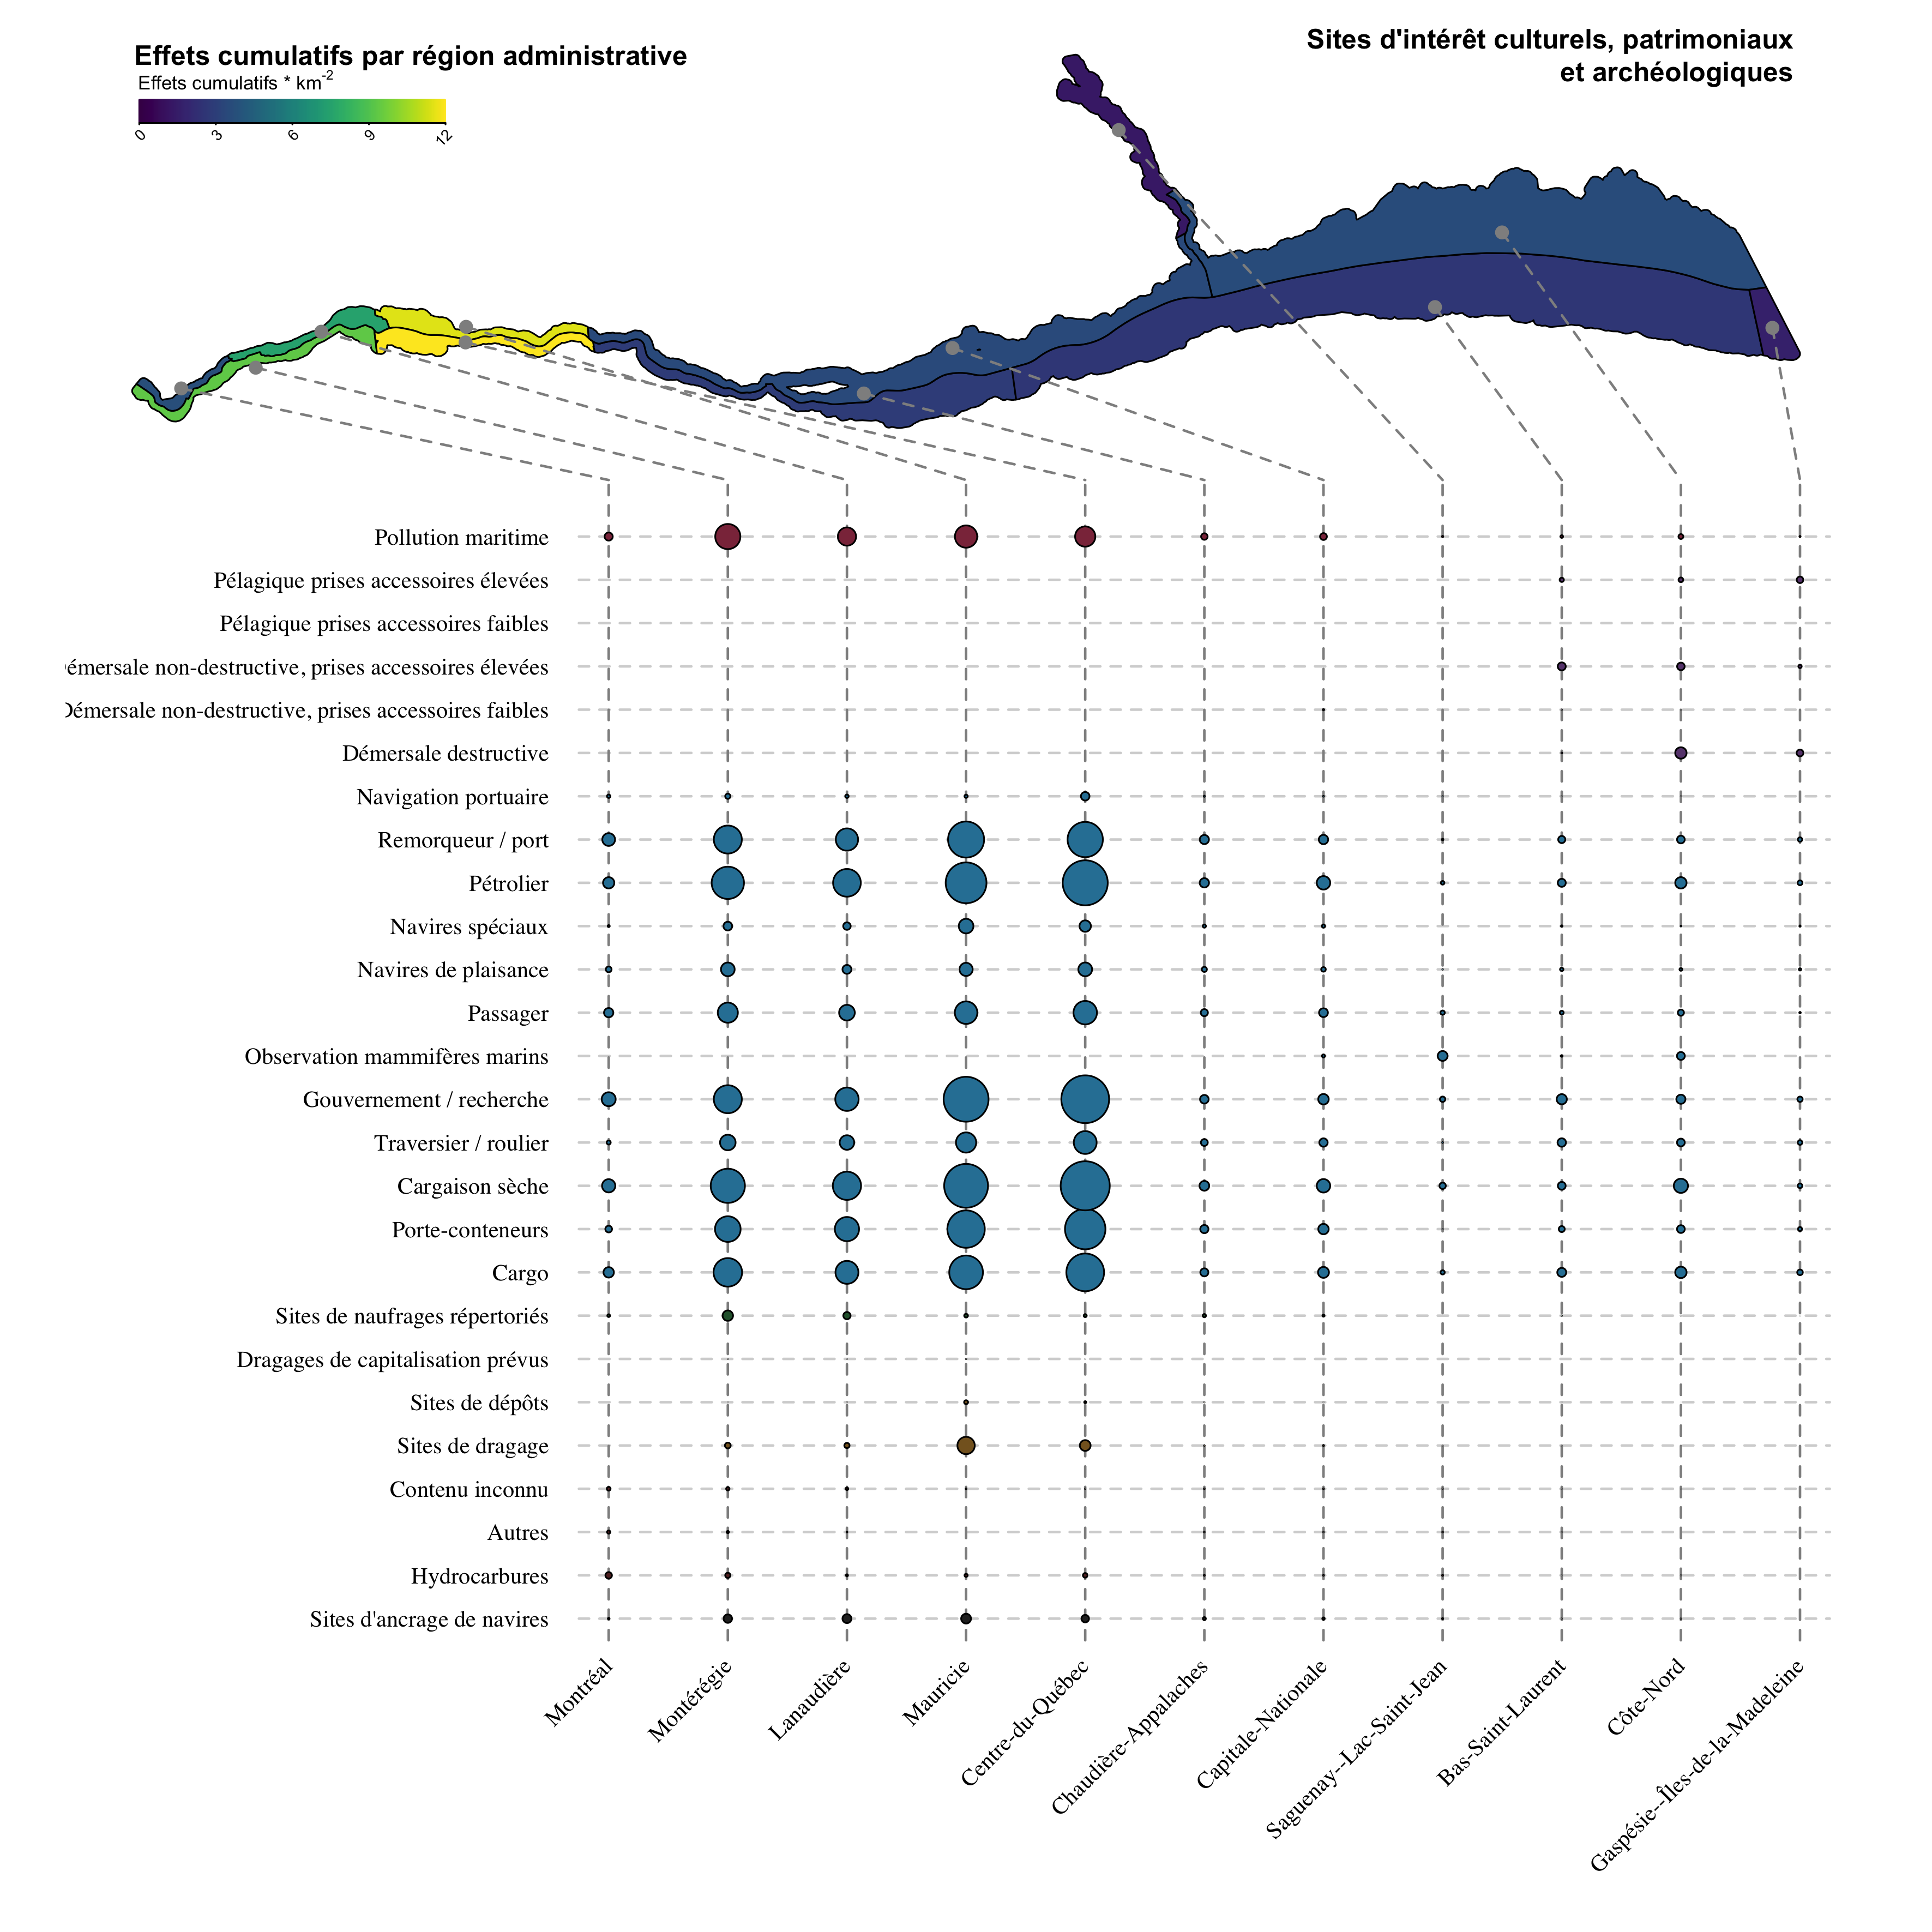 Effets cumulatifs par région administrative
Effets cumulatifs * km-2
0 3 6 9 12
Sites d'intérêt culturels, patrimoniaux
et archéologiques
Pollution maritime
Pélagique prises accessoires élevées
Pélagique prises accessoires faibles
émersale non-destructive, prises accessoires élevées
Démersale non-destructive, prises accessoires faibles
Démersale destructive
Navigation portuaire
Remorqueur / port
Pétrolier
Navires spéciaux
Navires de plaisance
Passager
Observation mammifères marins
Gouvernement / recherche
Traversier / roulier
Cargaison sèche
Porte-conteneurs
Cargo
Sites de naufrages répertoriés
Dragages de capitalisation prévus
Sites de dépôts
Sites de dragage
Contenu inconnu
Autres
Hydrocarbures
Sites d'ancrage de navires
Montréal
Montérégie
Lanaudière
Mauricie
Centre-du-Québec
Chaudière-Appalaches
Capitale-Nationale
Saguenay--Lac-Saint-Jean
Bas-Saint-Laurent
Côte-Nord
Gaspésie--Îles-de-la-Madeleine